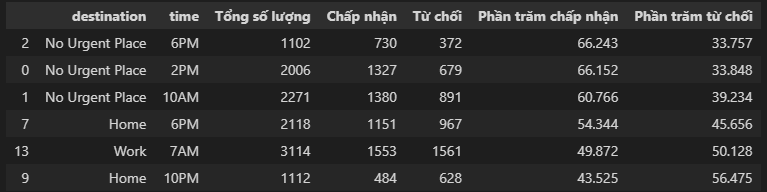 destination time Tổng số lượng Chấp nhận Từ chối Phần trăm chấp nhận Phần trăm từ chối
2 No Urgent Place 6PM 1102 730 372 66.243 33.757
0 No Urgent Place 2PM 2006 1327 679 66.152 33.848
1 No Urgent Place 10AM 2271 1380 891 60.766 39.234
7 Home 6PM 2118 1151 967 54.344 45.656
13 Work 7AM 3114 1553 1561 49.872 50.128
9 Home 10PM 1112 484 628 43.525 56.475